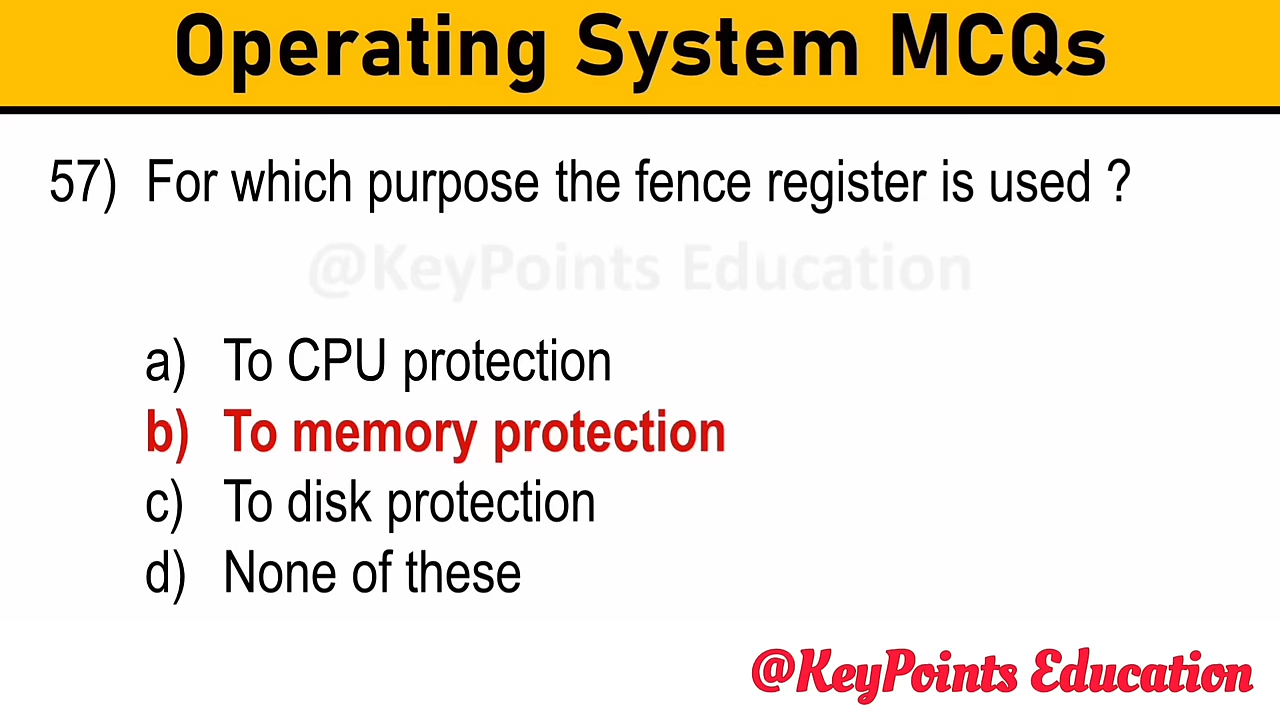 Operating System MCQs
57) For which purpose the fence register is used ?
@KeyPoints Education
a) To CPU protection
b) To memory protection
c) To disk protection
d) None of these
@KeyPoints Education